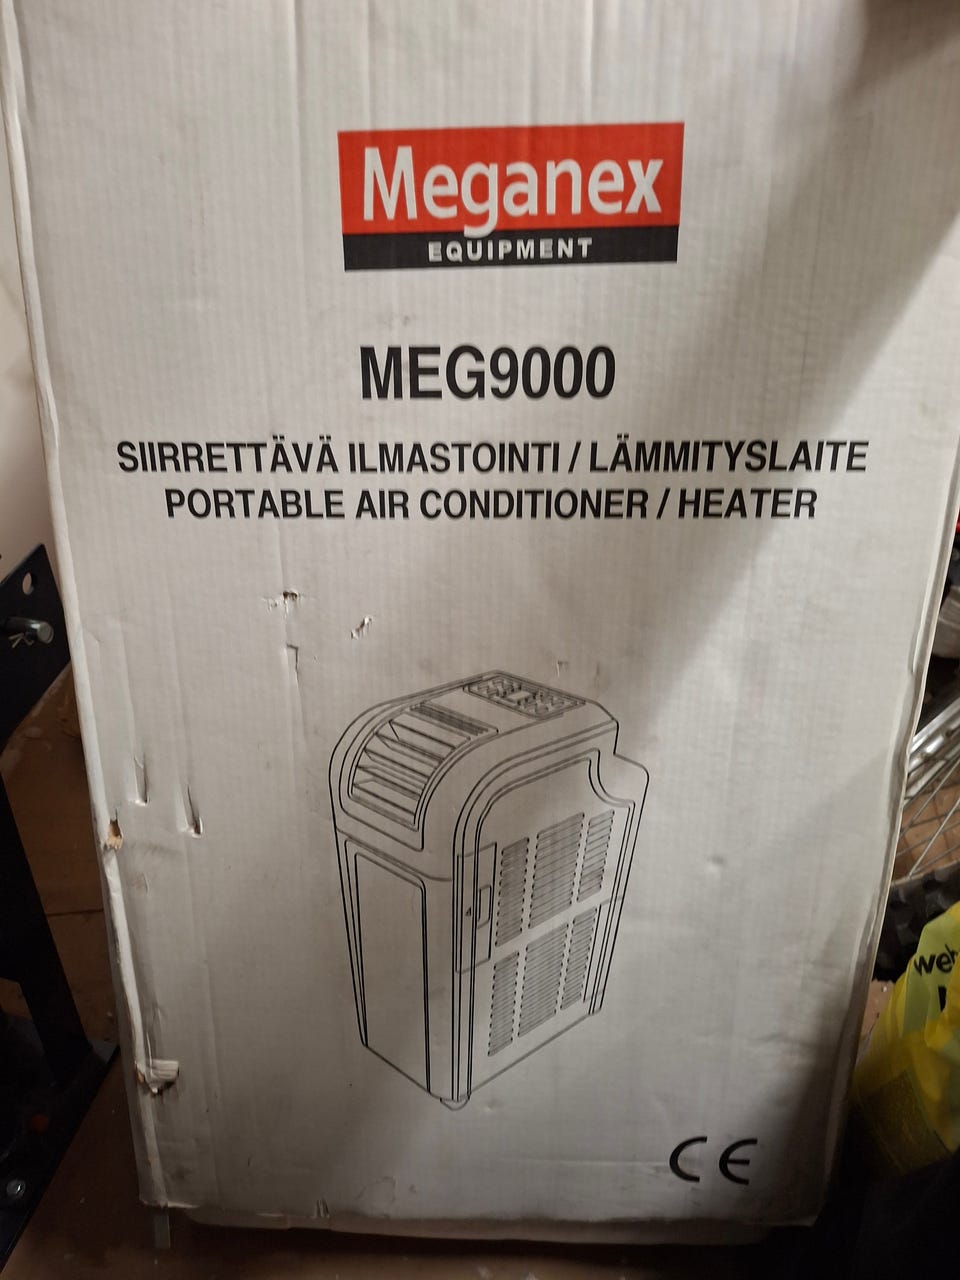 Meganex
EQUIPMENT
MEG9000
SIIRRETTÄVÄ ILMASTOINTI / LÄMMITYSLAITE
PORTABLE AIR CONDITIONER / HEATER
CE